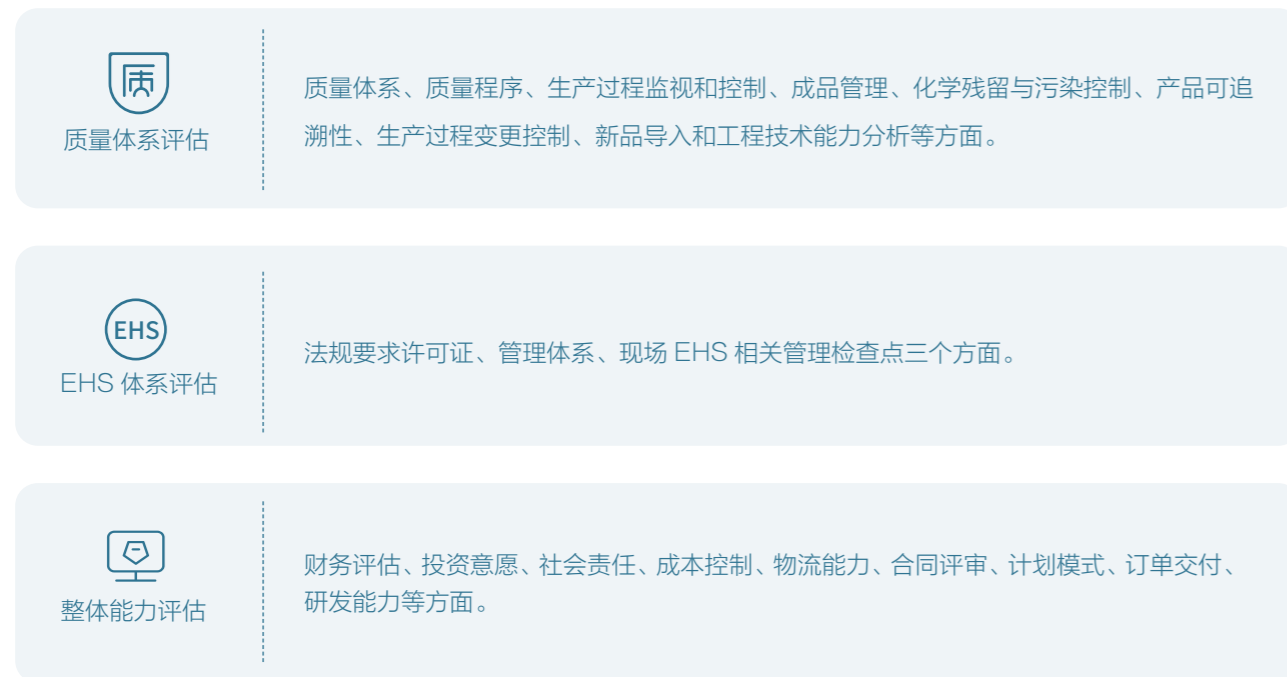 质
质量体系评估
质量体系、质量程序、生产过程监视和控制、成品管理、化学残留与污染控制、产品可追
溯性、生产过程变更控制、新品导入和工程技术能力分析等方面。
EHS
EHS 体系评估
法规要求许可证、管理体系、现场 EHS 相关管理检查点三个方面。
整体能力评估
财务评估、投资意愿、社会责任、成本控制、物流能力、合同评审、计划模式、订单交付、
研发能力等方面。